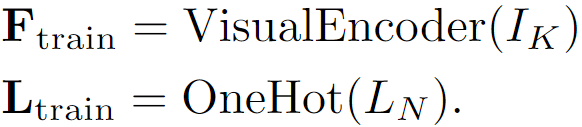 F_train = VisualEncoder(I_K)
L_train = OneHot(L_N).